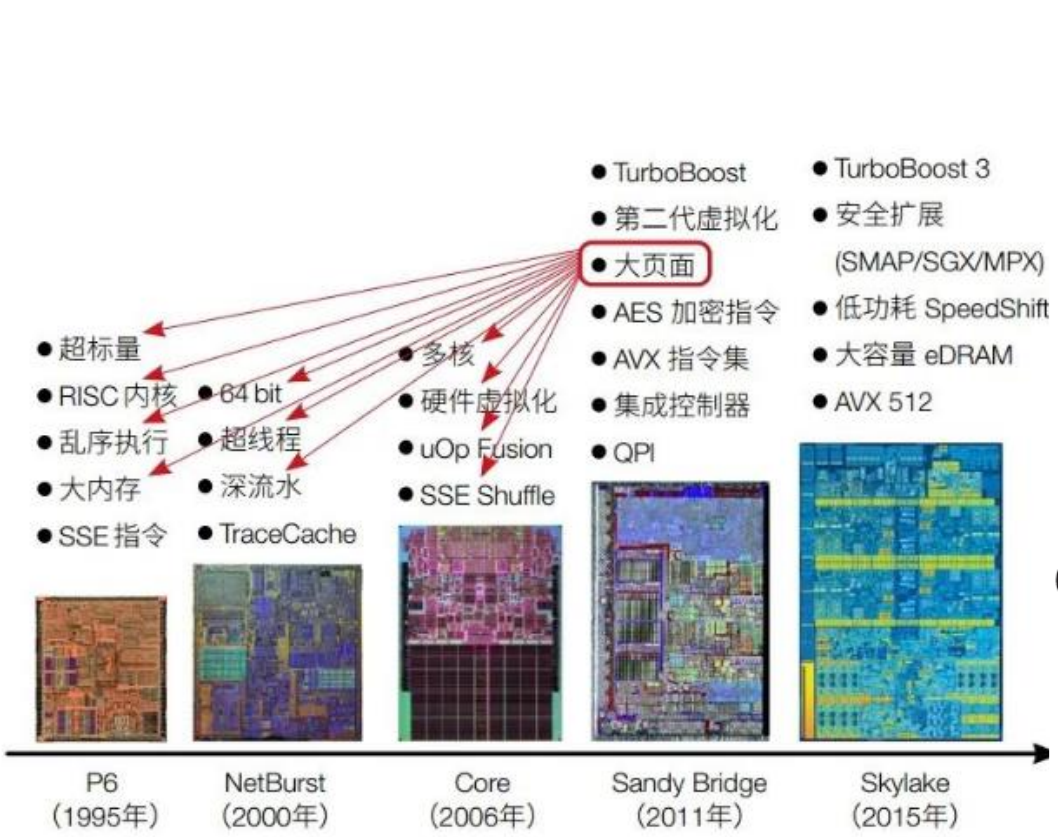 超标量
RISC 内核
乱序执行
大内存
SSE 指令
64 bit
超线程
深流水
TraceCache
多核
硬件虚拟化
uOp Fusion
SSE Shuffle
TurboBoost
第二代虚拟化
大页面
AES 加密指令
AVX 指令集
集成控制器
QPI
TurboBoost 3
安全扩展
(SMAP/SGX/MPX)
低功耗 SpeedShift
大容量 eDRAM
AVX 512
P6
(1995年)
NetBurst
(2000年)
Core
(2006年)
Sandy Bridge
(2011年)
Skylake
(2015年)